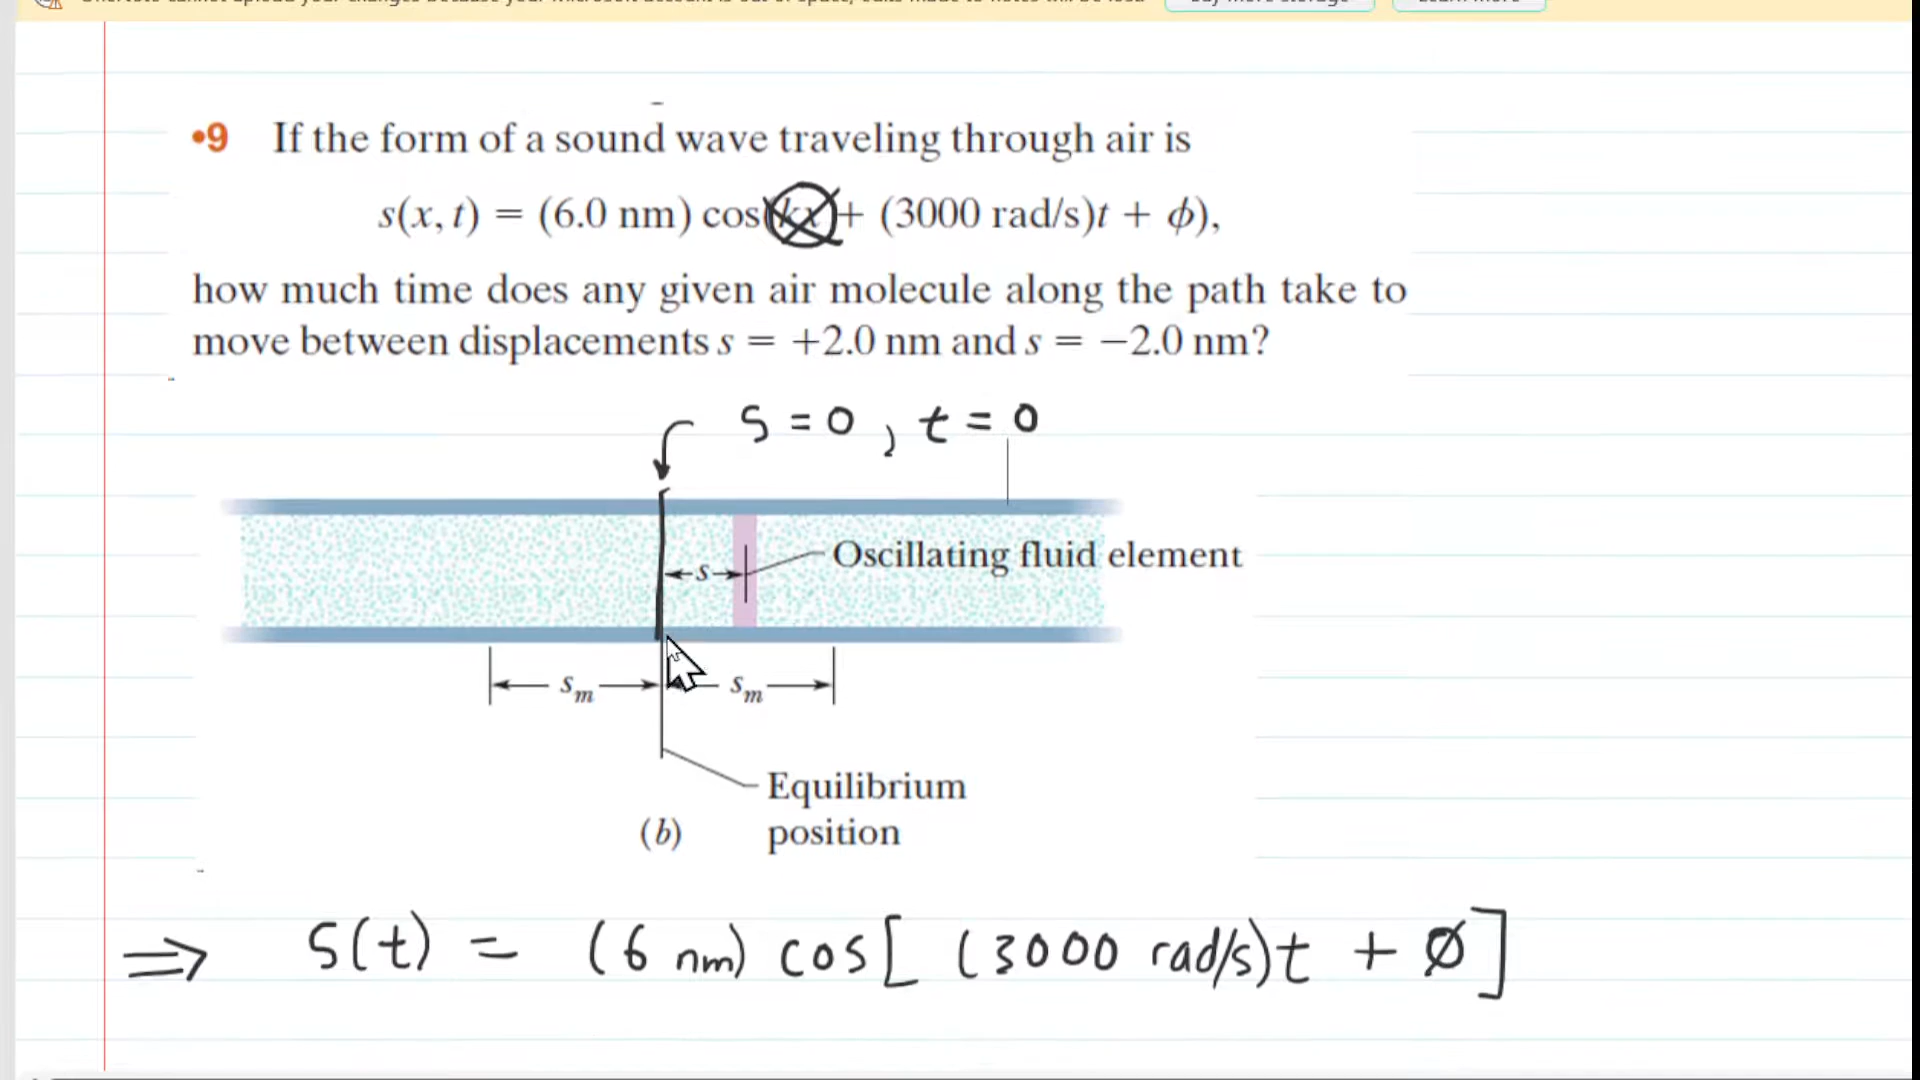 •9 If the form of a sound wave traveling through air is
s(x, t) = (6.0 nm) cos(kx + (3000 rad/s)t + ϕ),
how much time does any given air molecule along the path take to
move between displacements s = +2.0 nm and s = −2.0 nm?
S = 0 , t = 0
Oscillating fluid element
s
sₘ sₘ
Equilibrium
(b) position
⇒ S(t) = (6 nm) cos[ (3000 rad/s)t + Ø ]